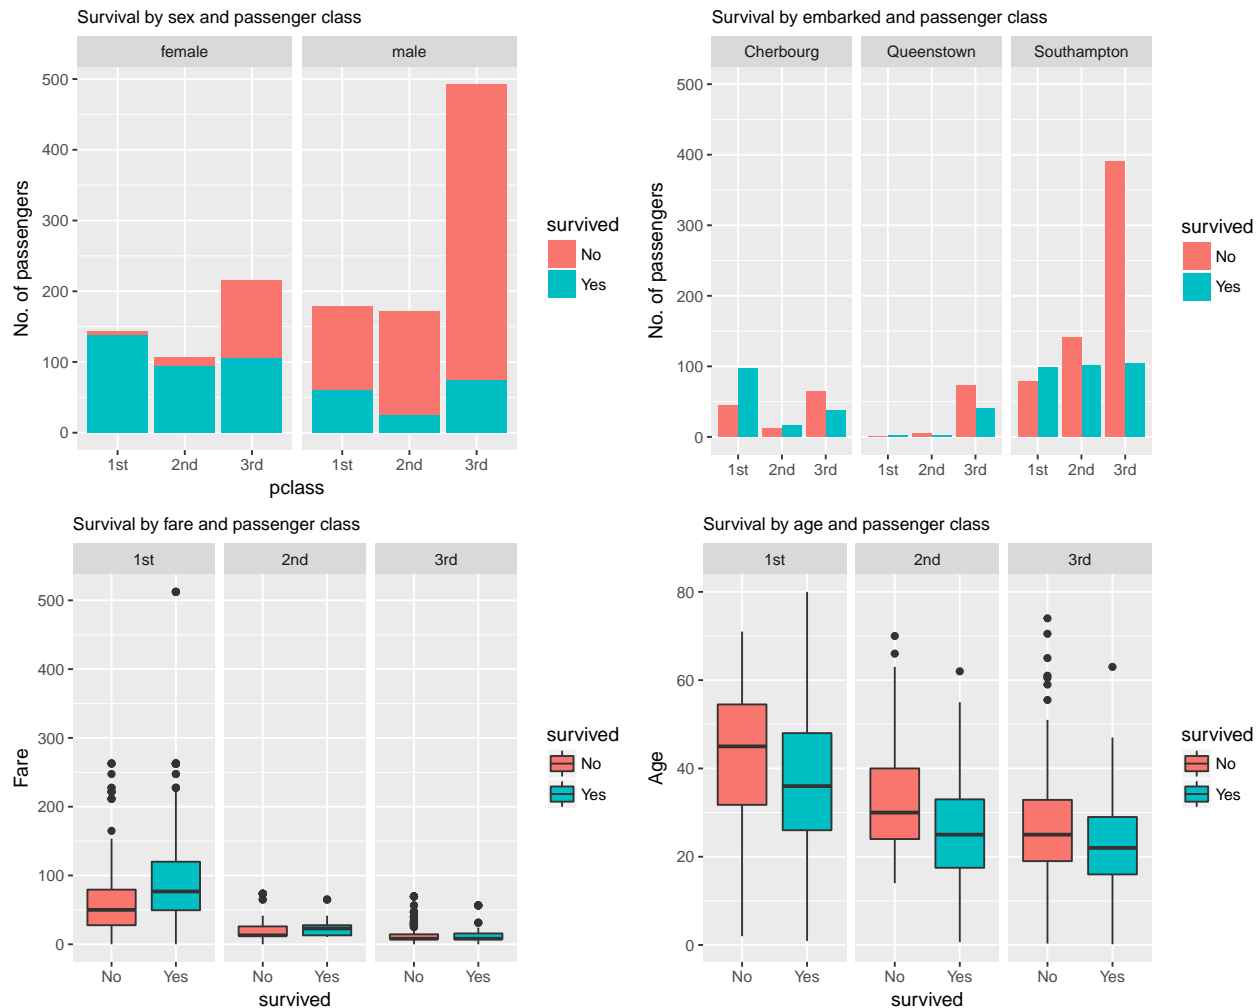 Survival by sex and passenger class
female male
500
400
300
200
100
0
No. of passengers
1st 2nd 3rd 1st 2nd 3rd
pclass
survived
No
Yes
Survival by embarked and passenger class
Cherbourg Queenstown Southampton
500
400
300
200
100
0
No. of passengers
1st 2nd 3rd 1st 2nd 3rd 1st 2nd 3rd
survived
No
Yes
Survival by fare and passenger class
1st 2nd 3rd
500
400
300
200
100
0
Fare
No Yes No Yes No Yes
survived
survived
No
Yes
Survival by age and passenger class
1st 2nd 3rd
80
60
40
20
0
Age
No Yes No Yes No Yes
survived
survived
No
Yes